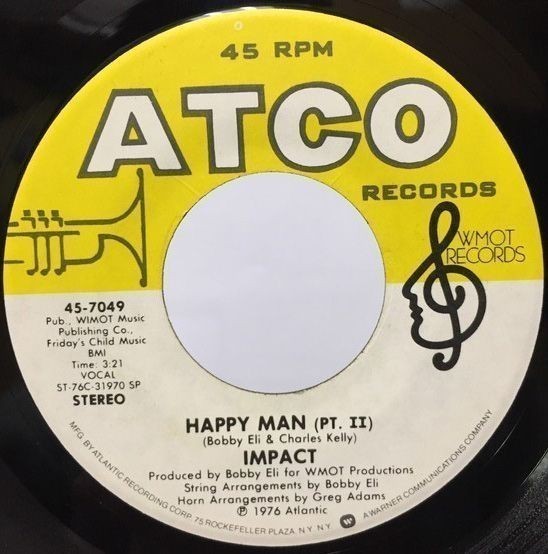 45 RPM
ATCO
RECORDS
WMOT
RECORDS
45-7049
Pub., WIMOT Music
Publishing Co.,
Friday's Child Music
BMI
Time: 3:21
VOCAL
ST-76C-31970 SP
STEREO
HAPPY MAN (PT. II)
(Bobby Eli & Charles Kelly)
IMPACT
Produced by Bobby Eli for WMOT Productions
String Arrangements by Bobby Eli
Horn Arrangements by Greg Adams
℗ 1976 Atlantic
MFG. BY ATLANTIC RECORDING CORP. 75 ROCKEFELLER PLAZA. N.Y. N.Y. W A WARNER COMMUNICATIONS COMPANY